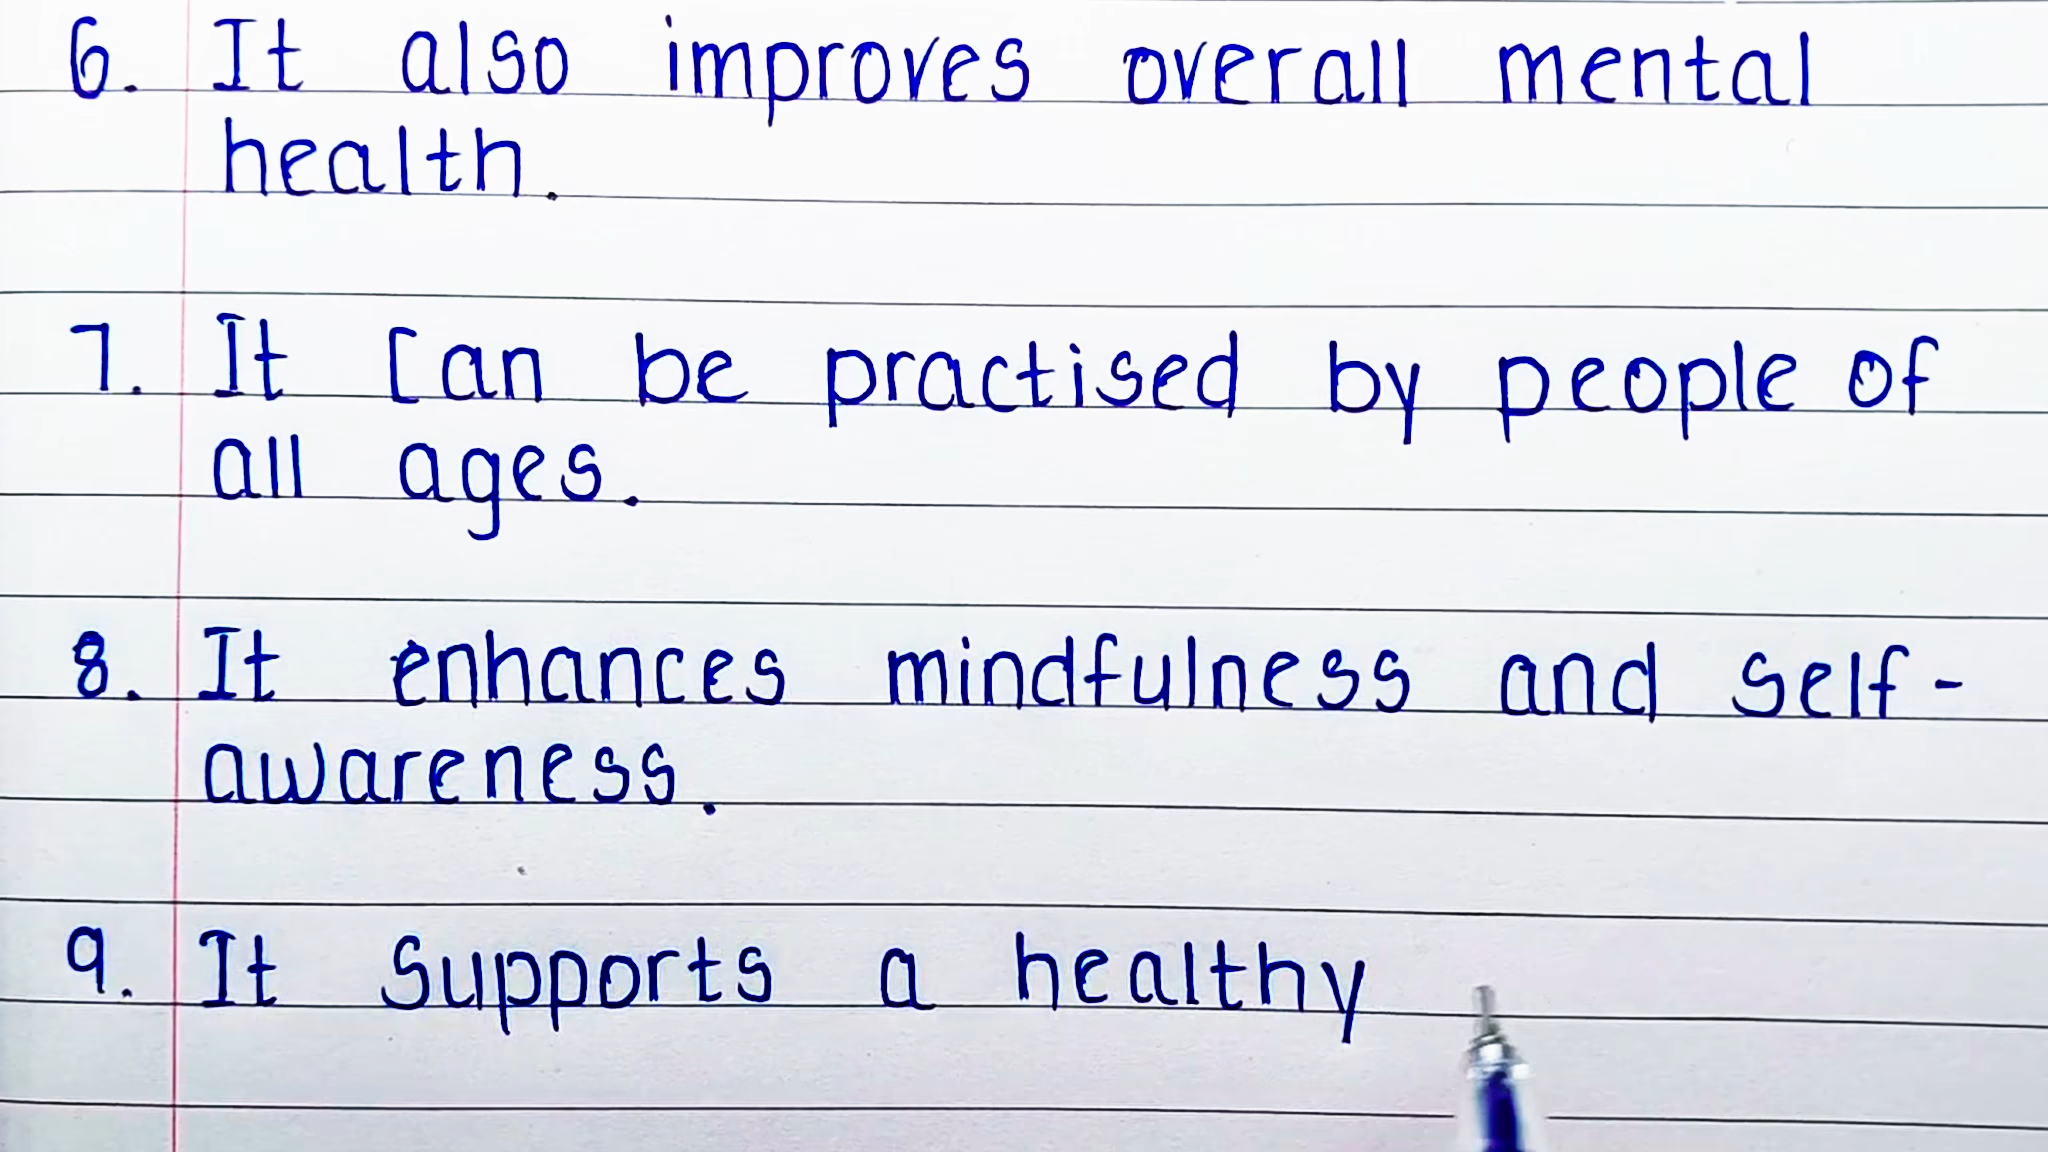 6. It also improves overall mental
health.
7. It can be practised by people of
all ages.
8. It enhances mindfulness and self-
awareness.
9. It supports a healthy